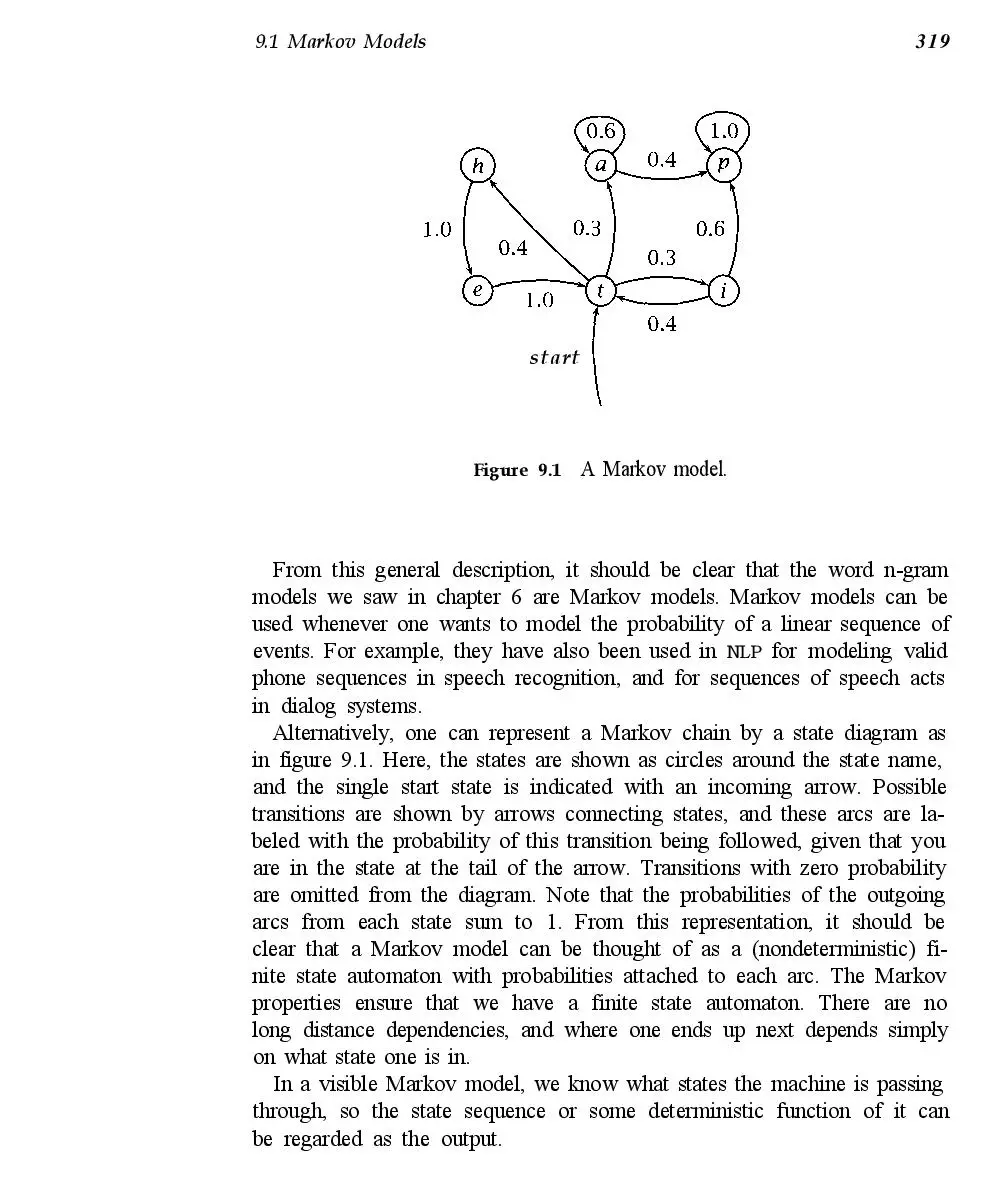 9.1 Markov Models 319
0.6 1.0
h a 0.4 p
1.0 0.4 0.3 0.3 0.6
e 1.0 t i
0.4
start
Figure 9.1 A Markov model.
From this general description, it should be clear that the word n-gram
models we saw in chapter 6 are Markov models. Markov models can be
used whenever one wants to model the probability of a linear sequence of
events. For example, they have also been used in NLP for modeling valid
phone sequences in speech recognition, and for sequences of speech acts
in dialog systems.
Alternatively, one can represent a Markov chain by a state diagram as
in figure 9.1. Here, the states are shown as circles around the state name,
and the single start state is indicated with an incoming arrow. Possible
transitions are shown by arrows connecting states, and these arcs are la-
beled with the probability of this transition being followed, given that you
are in the state at the tail of the arrow. Transitions with zero probability
are omitted from the diagram. Note that the probabilities of the outgoing
arcs from each state sum to 1. From this representation, it should be
clear that a Markov model can be thought of as a (nondeterministic) fi-
nite state automaton with probabilities attached to each arc. The Markov
properties ensure that we have a finite state automaton. There are no
long distance dependencies, and where one ends up next depends simply
on what state one is in.
In a visible Markov model, we know what states the machine is passing
through, so the state sequence or some deterministic function of it can
be regarded as the output.